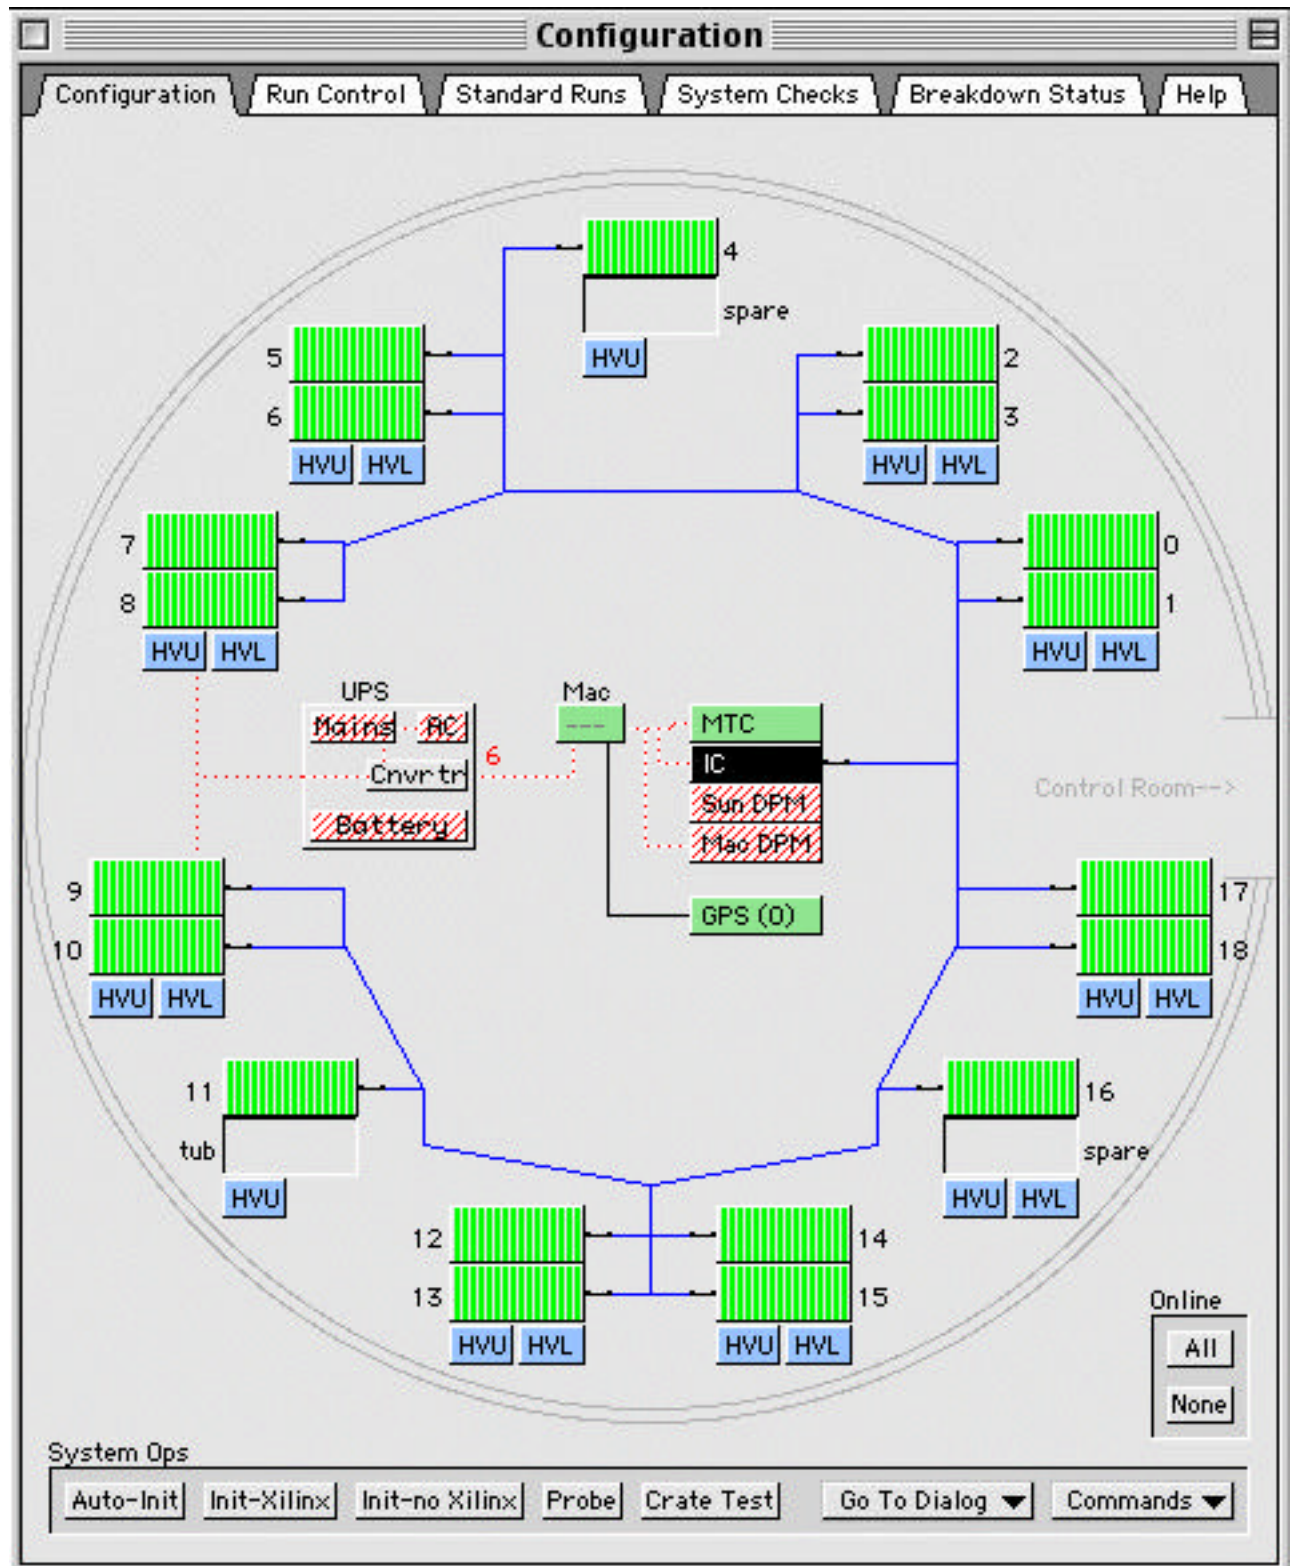 Configuration
Configuration Run Control Standard Runs System Checks Breakdown Status Help
4
spare
HVU
5
6
HVU HVL
2
3
HVU HVL
7
8
HVU HVL
0
1
HVU HVL
UPS
Mains AC
Cnvrtr
Battery
6
Mac
---
MTC
IC
Sun DPM
Mac DPM
GPS (0)
Control Room-->
9
10
HVU HVL
17
18
HVU HVL
11
tub
HVU
16
spare
HVU HVL
12
13
HVU HVL
14
15
HVU HVL
Online
All
None
System Ops
Auto-Init Init-Xilinx Init-no Xilinx Probe Crate Test Go To Dialog Commands